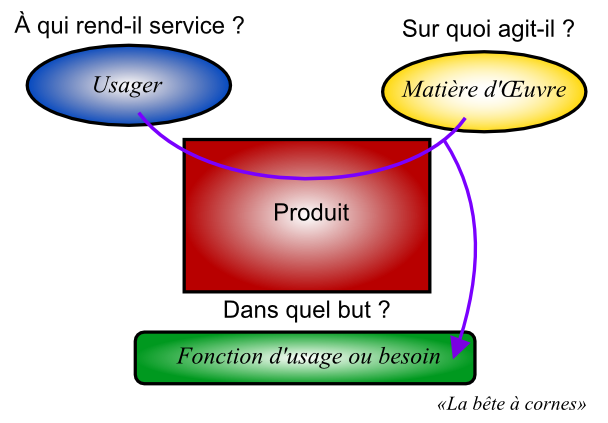 À qui rend-il service ?
Sur quoi agit-il ?
Usager
Matière d'Œuvre
Produit
Dans quel but ?
Fonction d'usage ou besoin
«La bête à cornes»